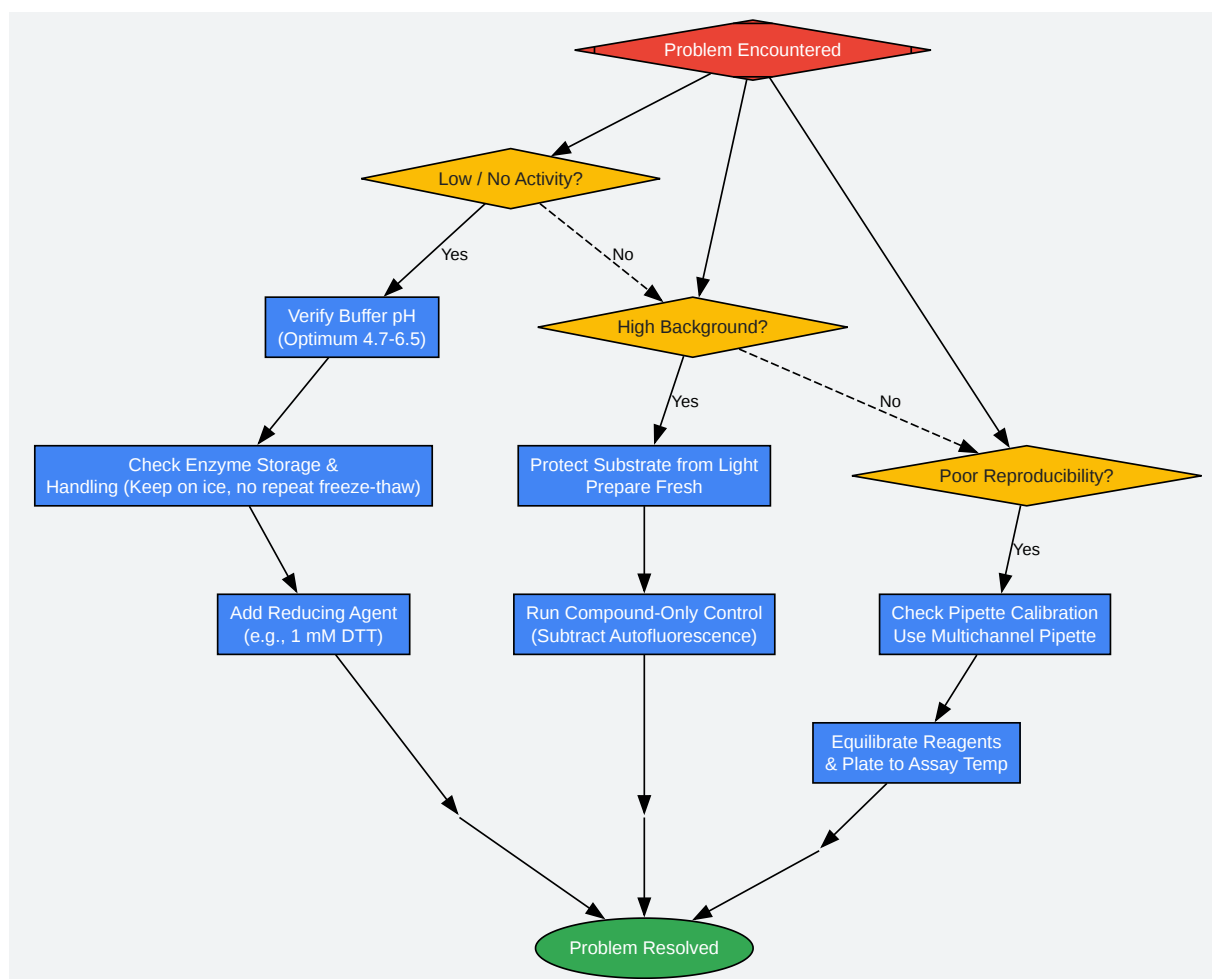 Problem Encountered
Low / No Activity?
Yes
No
Verify Buffer pH
(Optimum 4.7-6.5)
High Background?
Yes
No
Check Enzyme Storage &
Handling (Keep on ice, no repeat freeze-thaw)
Protect Substrate from Light
Prepare Fresh
Poor Reproducibility?
Yes
Add Reducing Agent
(e.g., 1 mM DTT)
Run Compound-Only Control
(Subtract Autofluorescence)
Check Pipette Calibration
Use Multichannel Pipette
Equilibrate Reagents
& Plate to Assay Temp
Problem Resolved